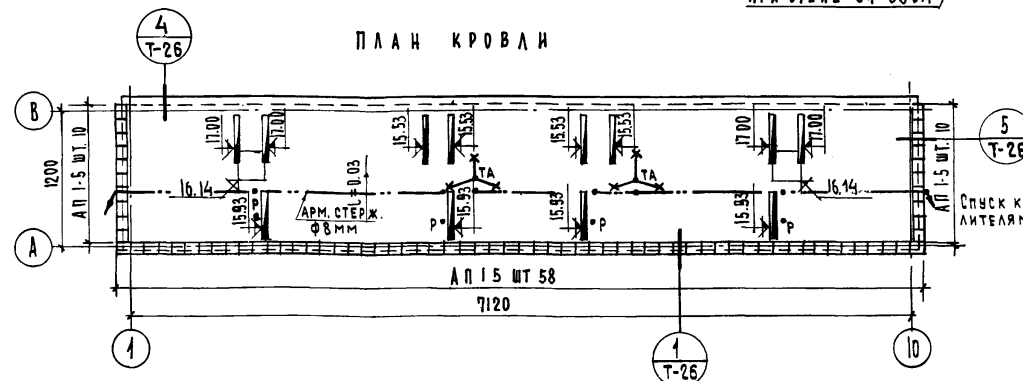 ПЛАН КРОВЛИ
4
Т-26
В
А
1200
АП 1-5 ШТ. 10
17.00
17.00
15.53
15.53
15.53
15.53
17.00
17.00
АП 1-5 ШТ. 10
5
Т-26
16.14
i=0.03
ТА
ТА
16.14
15.93
Р
АРМ. СТЕРЖ.
Ф8ММ
15.93
Р
15.93
Р
15.93
Р
СПУСК К
ЛИТЕЛЯМ
АП 15 ШТ 58
7120
1
10
1
Т-26